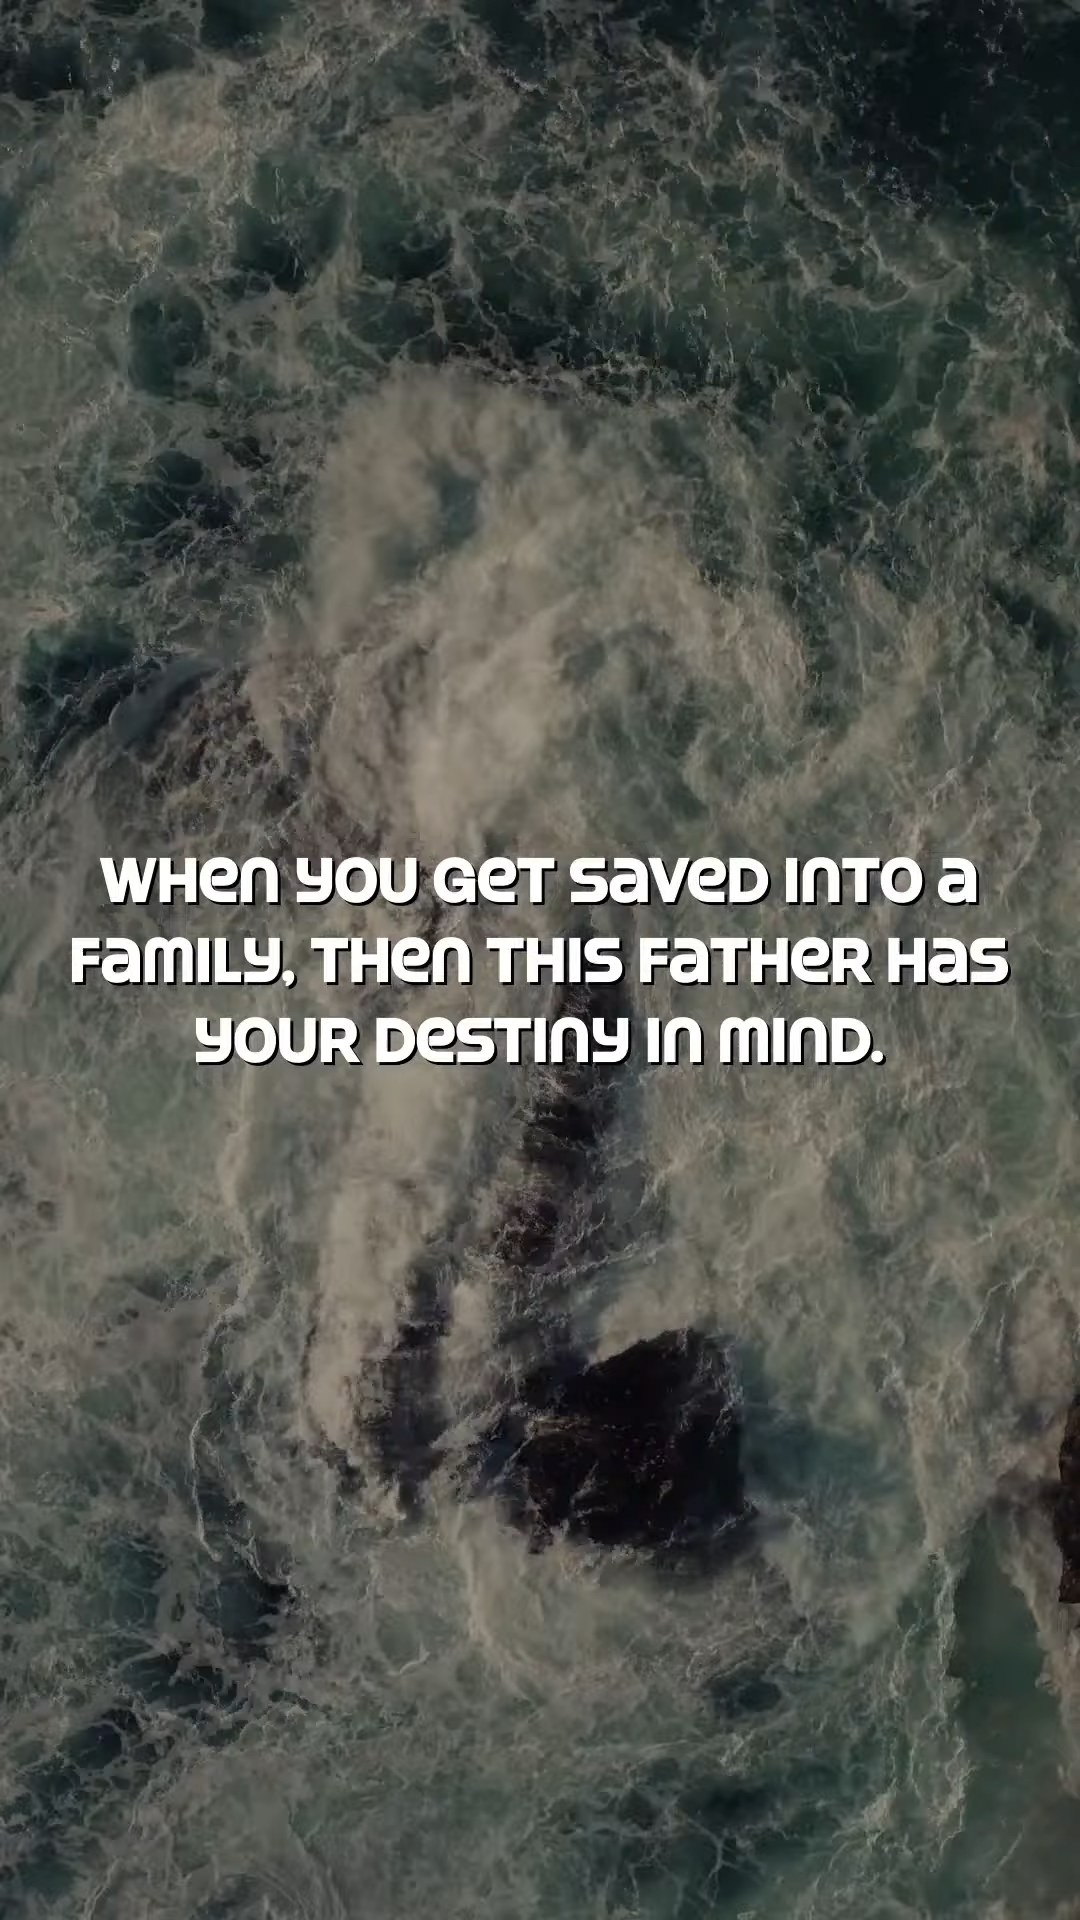 WHEN YOU GET SAVED INTO A
FAMILY, THEN THIS FATHER HAS
YOUR DESTINY IN MIND.